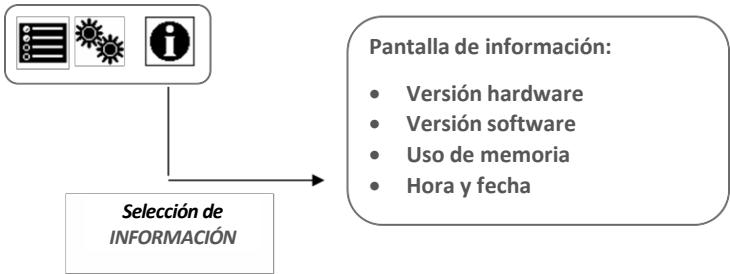 Pantalla de información:
• Versión hardware
• Versión software
• Uso de memoria
• Hora y fecha
Selección de
INFORMACIÓN